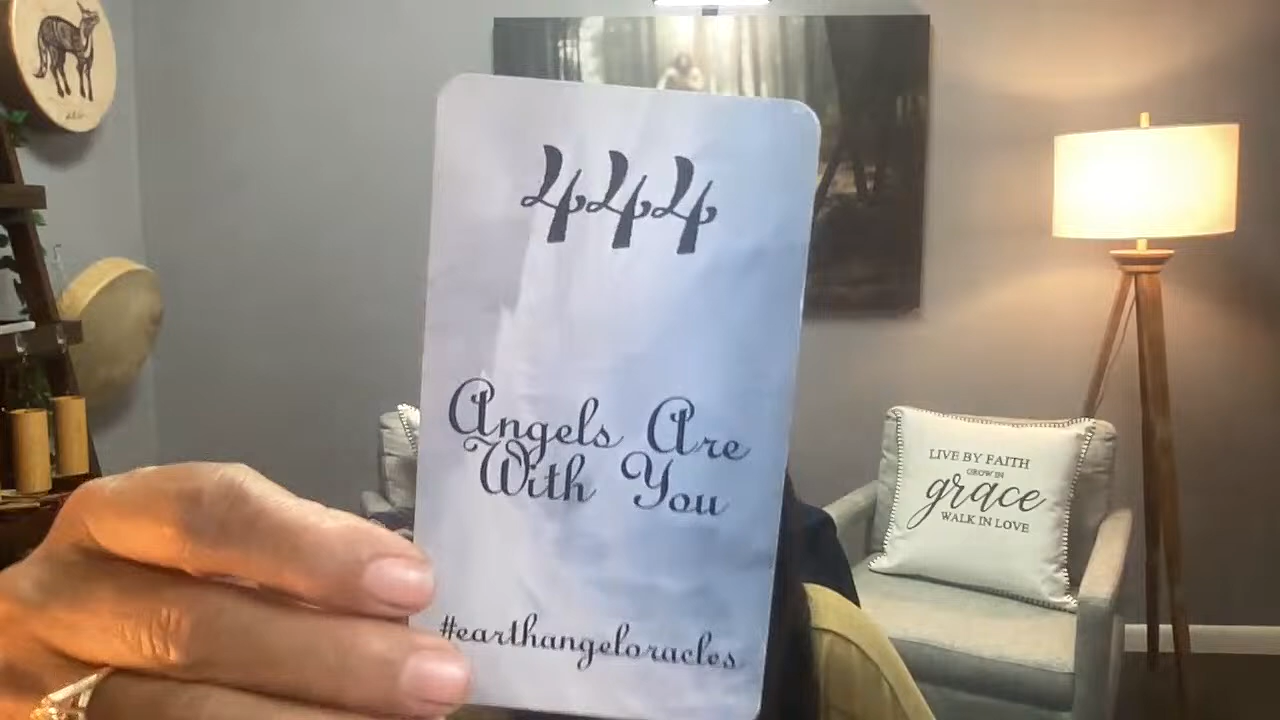 444
Angels Are
With You
#earthangeloracles
LIVE BY FAITH
GROW IN
grace
WALK IN LOVE